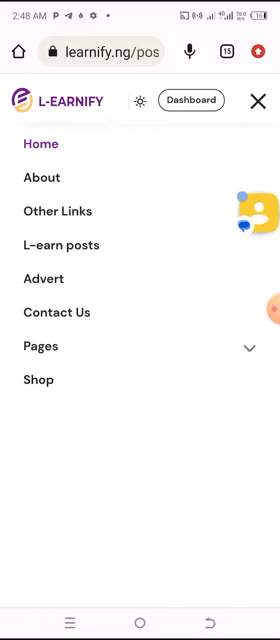 2:48 AM
learnify.ng/pos
15
L-EARNIFY
Dashboard
Home
About
Other Links
L-earn posts
Advert
Contact Us
Pages
Shop